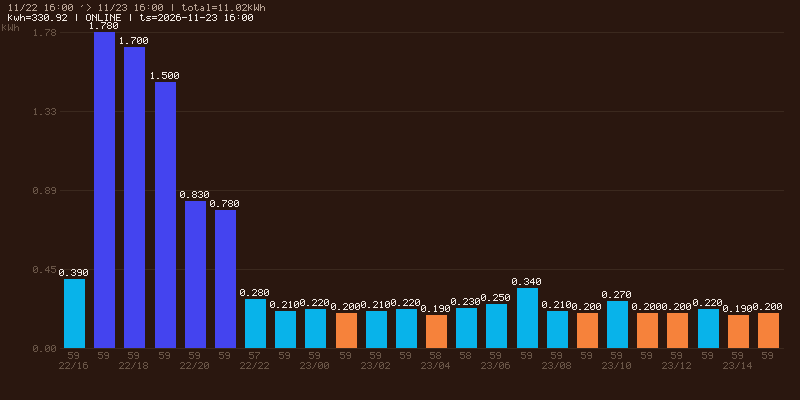 11/22 16:00 -> 11/23 16:00 | total=11.02KWh
Kwh=330.92 | ONLINE | ts=2026-11-23 16:00
KWh
1.78
1.33
0.89
0.45
0.00
0.390 1.780 1.700 1.500 0.830 0.780 0.280 0.210 0.220 0.200 0.210 0.220 0.190 0.230 0.250 0.340 0.210 0.200 0.270 0.200 0.200 0.220 0.190 0.200
59 59 59 59 59 59 57 59 59 59 59 59 58 58 59 59 59 59 59 59 59 59 59 59
22/16 22/18 22/20 22/22 23/00 23/02 23/04 23/06 23/08 23/10 23/12 23/14